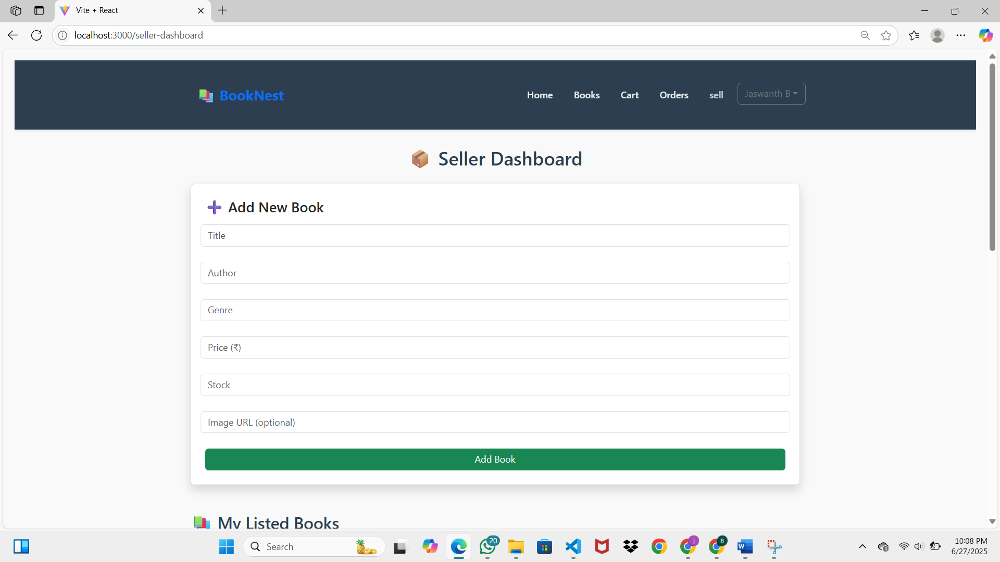 Vite + React
localhost:3000/seller-dashboard
BookNest
Home Books Cart Orders sell Jaswanth B
Seller Dashboard
Add New Book
Title
Author
Genre
Price (₹)
Stock
Image URL (optional)
Add Book
My Listed Books
Search
20
J
B
W
10:08 PM
6/27/2025